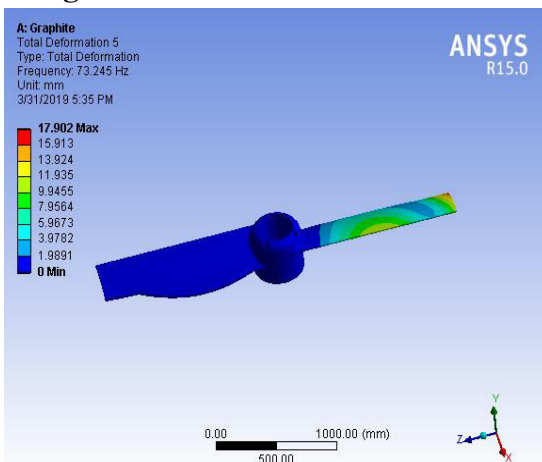 A: Graphite
Total Deformation 5
Type: Total Deformation
Frequency: 73.245 Hz
Unit: mm
3/31/2019 5:35 PM
ANSYS
R15.0
17.902 Max
15.913
13.924
11.935
9.9455
7.9564
5.9673
3.9782
1.9891
0 Min
0.00
1000.00 (mm)
500.00
Y
Z
X